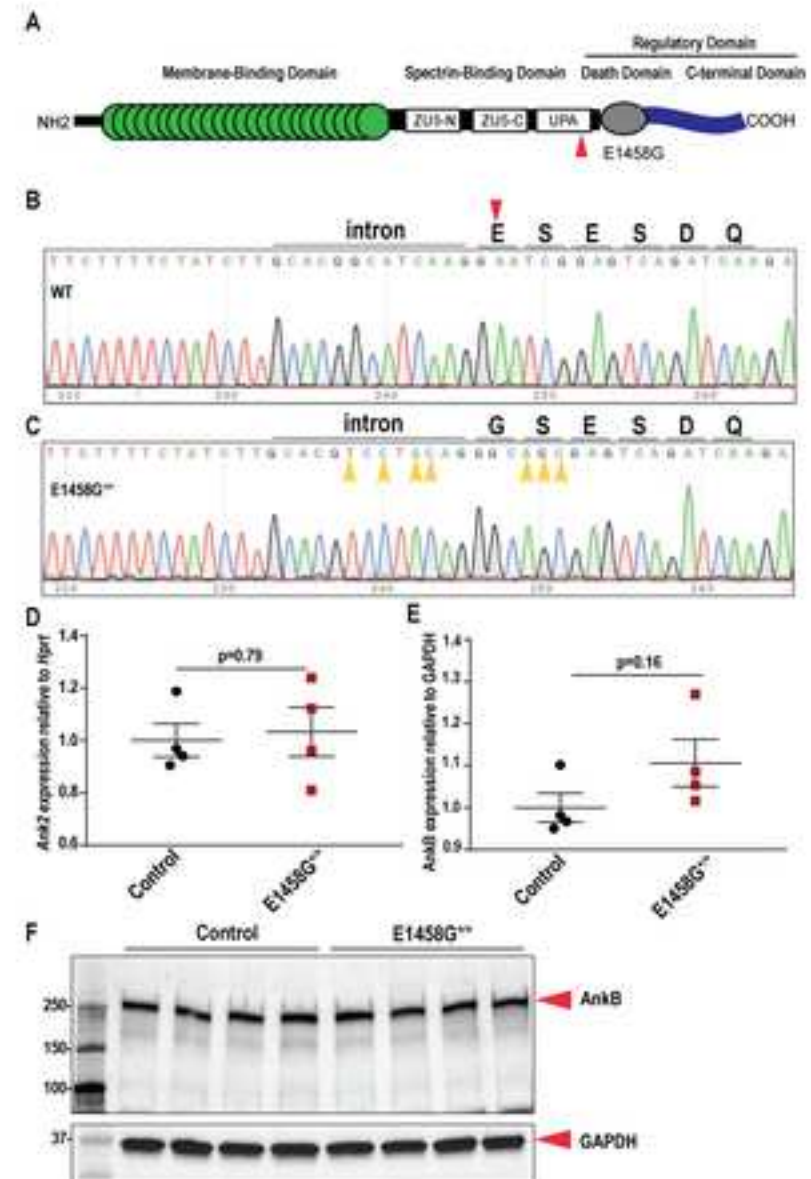 A
Regulatory Domain
Membrane-Binding Domain
Spectrin-Binding Domain
Death Domain
C-terminal Domain
NH2
ZU5-N
ZU5-C
UPA
COOH
E1458G
B
intron
E S E S D Q
T T C T T T T C T A T C T T G C A C G G C A T C A A G G A A T C G G A G T C A G A T C A A G A
WT
C
intron
G S E S D Q
E1458G⁺/⁺
D
1.4
p=0.79
1.2
1.0
0.8
0.6
Ank2 expression relative to Hprt
Control
E1458G⁺/⁺
E
1.4
p=0.16
1.3
1.2
1.1
1.0
0.9
AnkB expression relative to GAPDH
Control
E1458G⁺/⁺
F
Control
E1458G⁺/⁺
250-
AnkB
150-
100-
37-
GAPDH